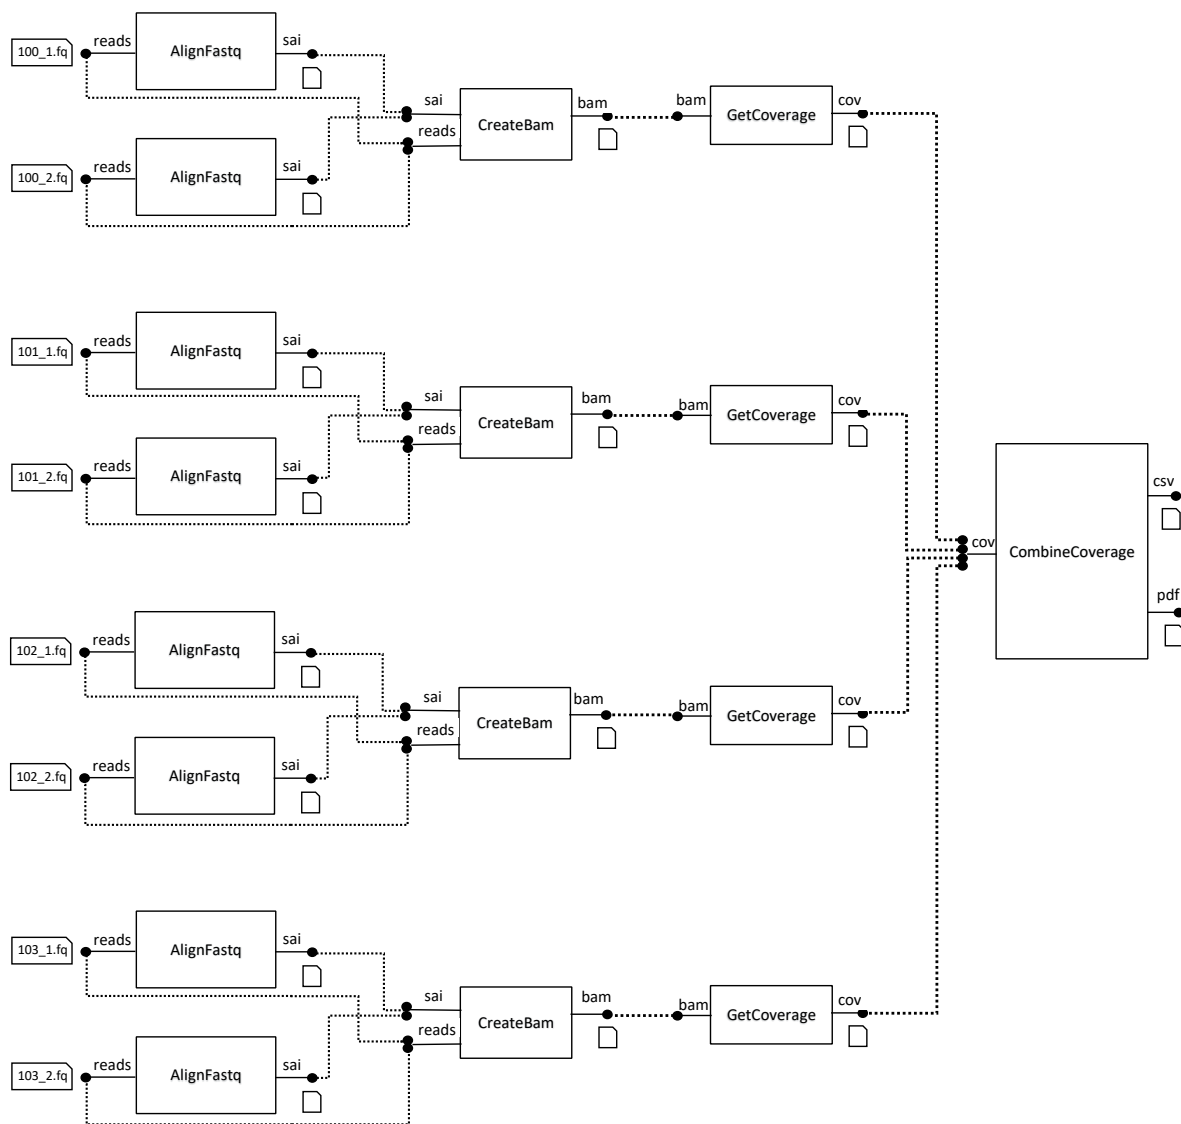 reads AlignFastq sai
100_1.fq
sai CreateBam bam
reads
bam GetCoverage cov
reads AlignFastq sai
100_2.fq
reads AlignFastq sai
101_1.fq
sai CreateBam bam
reads
bam GetCoverage cov
reads AlignFastq sai
101_2.fq
reads AlignFastq sai
102_1.fq
sai CreateBam bam
reads
bam GetCoverage cov
reads AlignFastq sai
102_2.fq
reads AlignFastq sai
103_1.fq
sai CreateBam bam
reads
bam GetCoverage cov
reads AlignFastq sai
103_2.fq
cov CombineCoverage csv
pdf